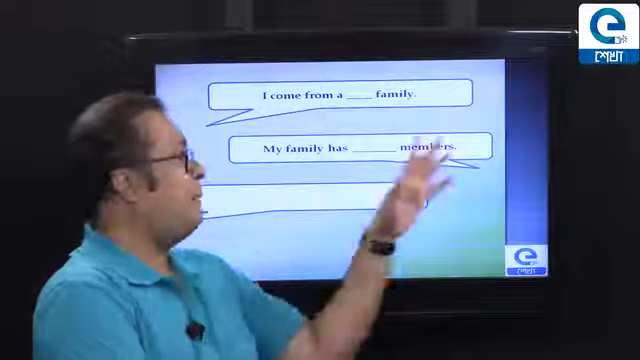 e
শেখো
I come from a ____ family.
My family has _______ members.
e
শেখো